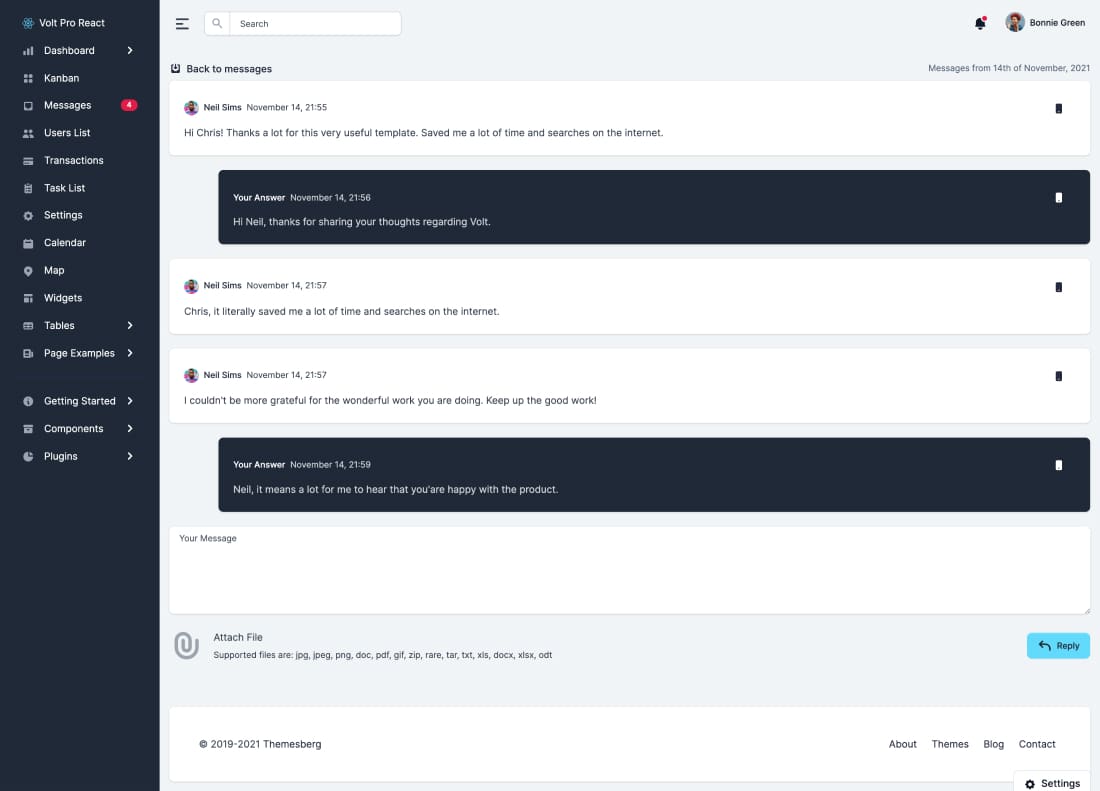 Volt Pro React
Dashboard
Kanban
Messages 4
Users List
Transactions
Task List
Settings
Calendar
Map
Widgets
Tables
Page Examples
Getting Started
Components
Plugins
Search
Bonnie Green
Back to messages
Messages from 14th of November, 2021
Neil Sims November 14, 21:55
Hi Chris! Thanks a lot for this very useful template. Saved me a lot of time and searches on the internet.
Your Answer November 14, 21:56
Hi Neil, thanks for sharing your thoughts regarding Volt.
Neil Sims November 14, 21:57
Chris, it literally saved me a lot of time and searches on the internet.
Neil Sims November 14, 21:57
I couldn't be more grateful for the wonderful work you are doing. Keep up the good work!
Your Answer November 14, 21:59
Neil, it means a lot for me to hear that you'are happy with the product.
Your Message
Attach File
Supported files are: jpg, jpeg, png, doc, pdf, gif, zip, rare, tar, txt, xls, docx, xlsx, odt
Reply
© 2019-2021 Themesberg
About Themes Blog Contact
Settings